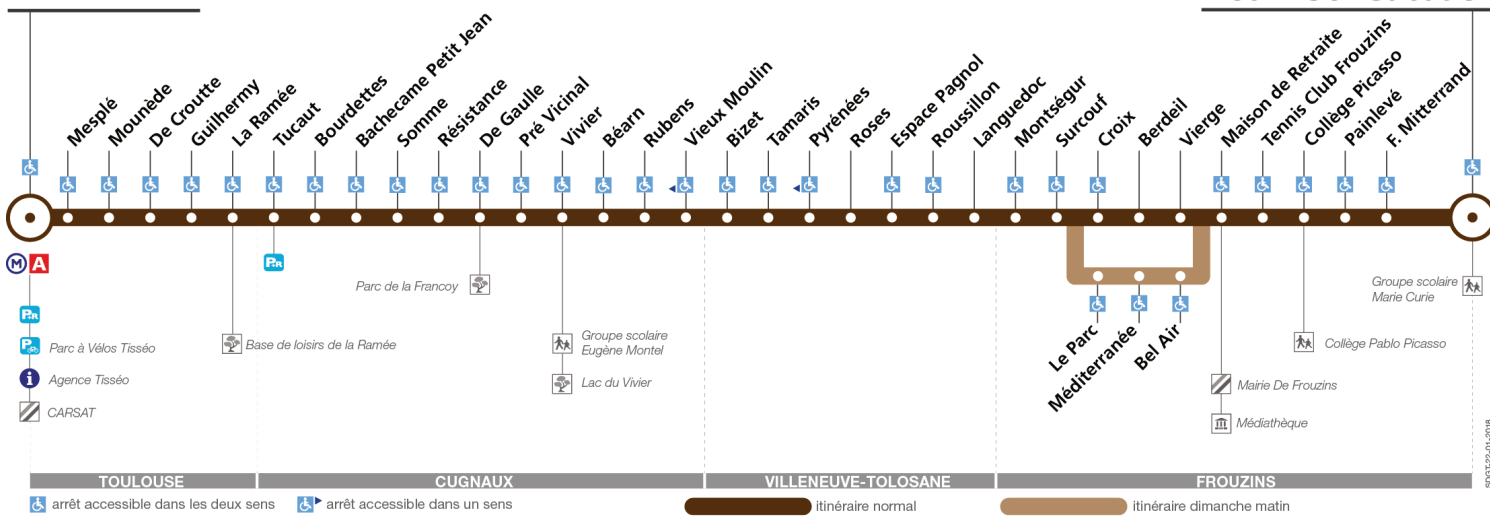 Mesplé
Mounède
De Croutte
Guilhermy
La Ramée
Tucaut
Bourdettes
Bachecame Petit Jean
Somme
Résistance
De Gaulle
Pré Vicinal
Vivier
Béarn
Rubens
Vieux Moulin
Bizet
Tamaris
Pyrénées
Roses
Espace Pagnol
Roussillon
Languedoc
Montségur
Surcouf
Croix
Berdeil
Vierge
Maison de Retraite
Tennis Club Frouzins
Collège Picasso
Painlevé
F. Mitterrand
M A
P+R
P+R
Parc de la Francoy
Groupe scolaire
Marie Curie
P
Parc à Vélos Tisséo
Base de loisirs de la Ramée
Groupe scolaire
Eugène Montel
Le Parc
Méditerranée
Bel Air
Collège Pablo Picasso
i
Agence Tisséo
Lac du Vivier
Mairie De Frouzins
CARSAT
Médiathèque
SDGT-22-01-2018
TOULOUSE
CUGNAUX
VILLENEUVE-TOLOSANE
FROUZINS
arrêt accessible dans les deux sens
arrêt accessible dans un sens
itinéraire normal
itinéraire dimanche matin